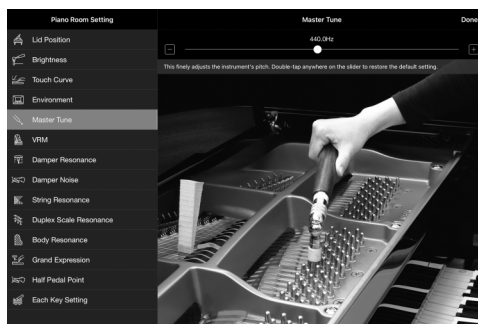 Piano Room Setting
Master Tune
Done
Lid Position
Brightness
Touch Curve
Environment
Master Tune
VRM
Damper Resonance
Damper Noise
String Resonance
Duplex Scale Resonance
Body Resonance
Grand Expression
Half Pedal Point
Each Key Setting
440.0Hz
This finely adjusts the instrument's pitch. Double-tap anywhere on the slider to restore the default setting.